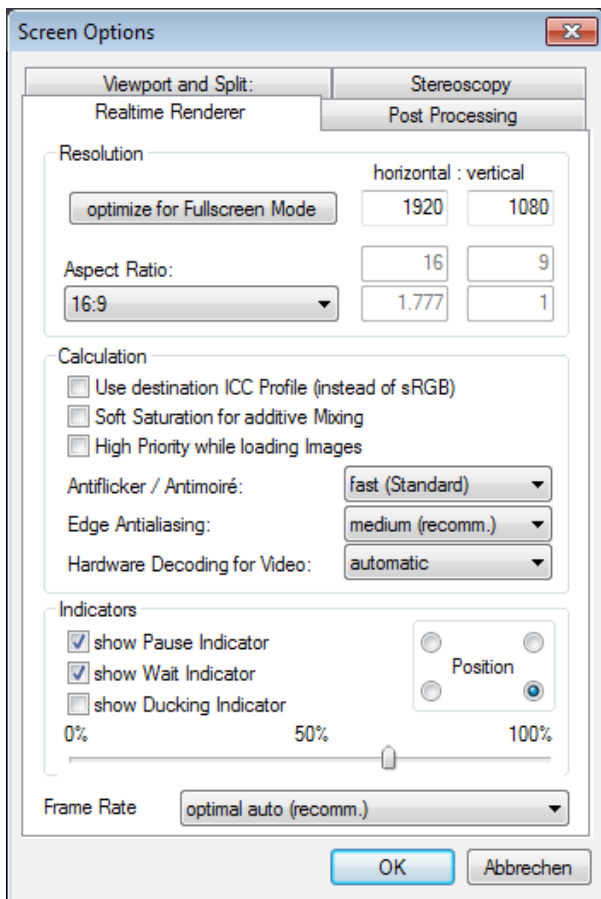 Screen Options
Viewport and Split:
Stereoscopy
Realtime Renderer
Post Processing
Resolution
horizontal : vertical
optimize for Fullscreen Mode
1920
1080
Aspect Ratio:
16
9
16:9
1.777
1
Calculation
Use destination ICC Profile (instead of sRGB)
Soft Saturation for additive Mixing
High Priority while loading Images
Antiflicker / Antimoiré:
fast (Standard)
Edge Antialiasing:
medium (recomm.)
Hardware Decoding for Video:
automatic
Indicators
show Pause Indicator
show Wait Indicator
Position
show Ducking Indicator
0%
50%
100%
Frame Rate
optimal auto (recomm.)
OK
Abbrechen